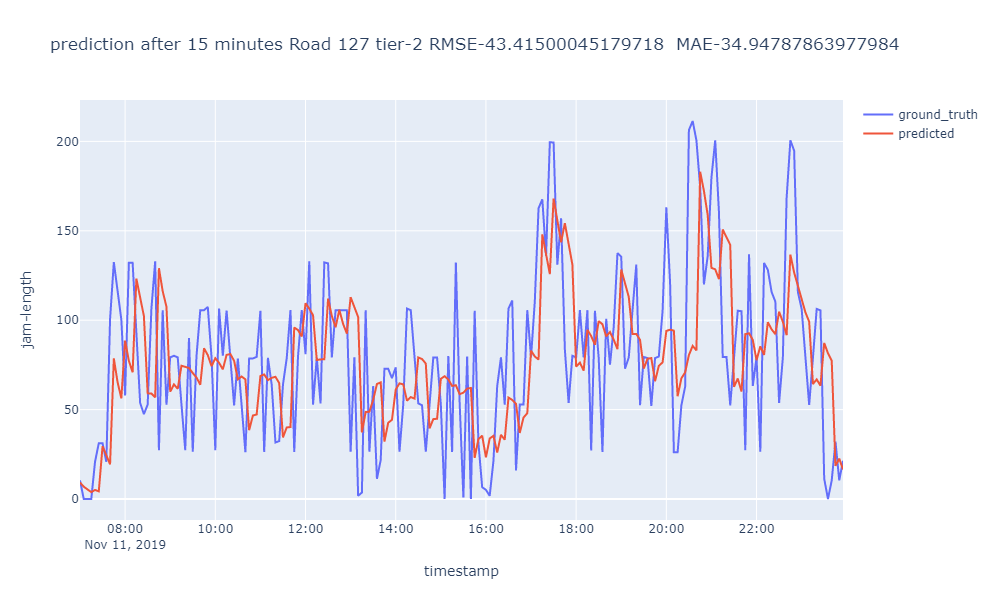 prediction after 15 minutes Road 127 tier-2 RMSE-43.41500045179718  MAE-34.94787863977984
ground_truth
predicted
200
150
100
50
0
jam-length
08:00 10:00 12:00 14:00 16:00 18:00 20:00 22:00
Nov 11, 2019
timestamp